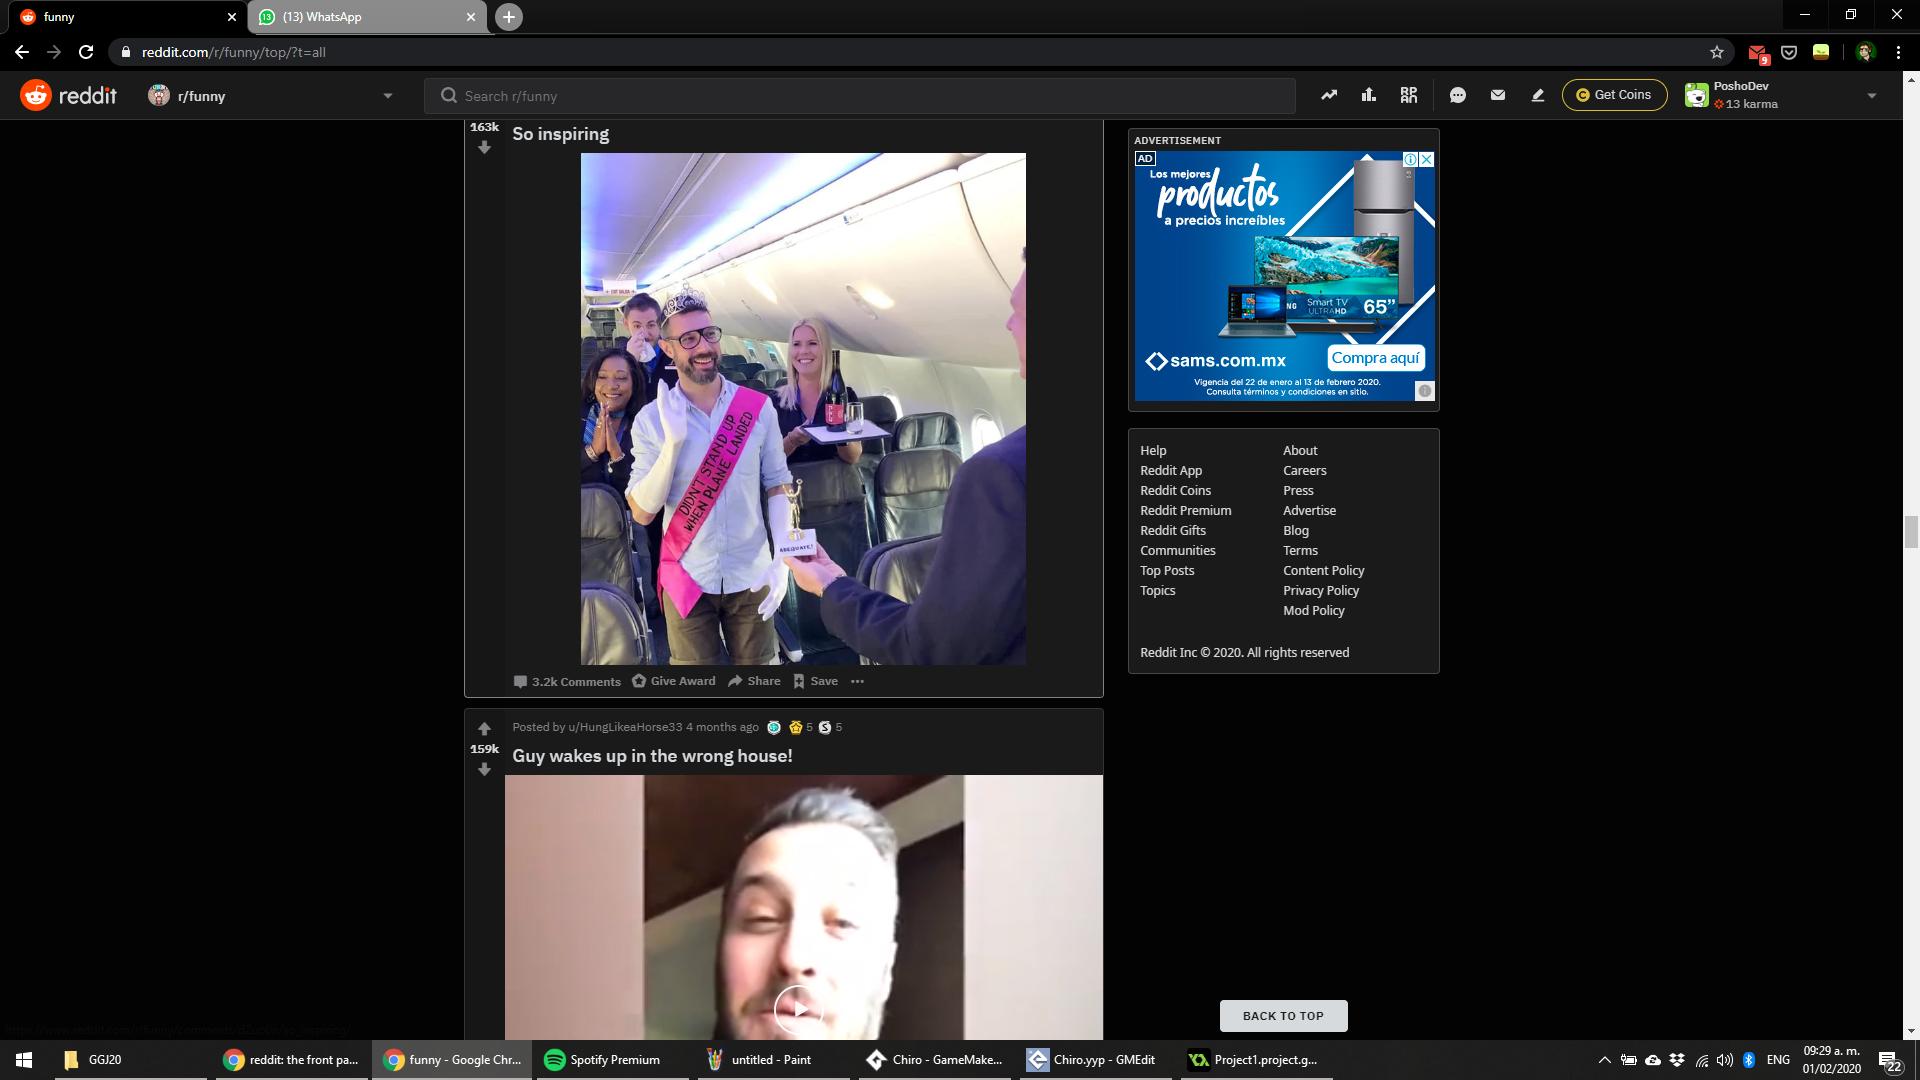 funny
(13) WhatsApp
reddit.com/r/funny/top/?t=all
9
reddit
r/funny
Search r/funny
Get Coins
PoshoDev
13 karma
163k
So inspiring
DIDN'T STAND UP
WHEN PLANE LANDED
ADEQUATE!
3.2k Comments
Give Award
Share
Save
159k
Posted by u/HungLikeaHorse33 4 months ago
5
5
Guy wakes up in the wrong house!
ADVERTISEMENT
AD
Los mejores
productos
a precios increíbles
Smart TV
ULTRAHD
65”
sams.com.mx
Compra aquí
Vigencia del 22 de enero al 13 de febrero 2020.
Consulta términos y condiciones en sitio.
Help
Reddit App
Reddit Coins
Reddit Premium
Reddit Gifts
Communities
Top Posts
Topics
About
Careers
Press
Advertise
Blog
Terms
Content Policy
Privacy Policy
Mod Policy
Reddit Inc © 2020. All rights reserved
BACK TO TOP
GGJ20
reddit: the front pa...
funny - Google Chr...
Spotify Premium
untitled - Paint
Chiro - GameMake...
Chiro.yyp - GMEdit
Project1.project.g...
ENG
09:29 a. m.
01/02/2020
22